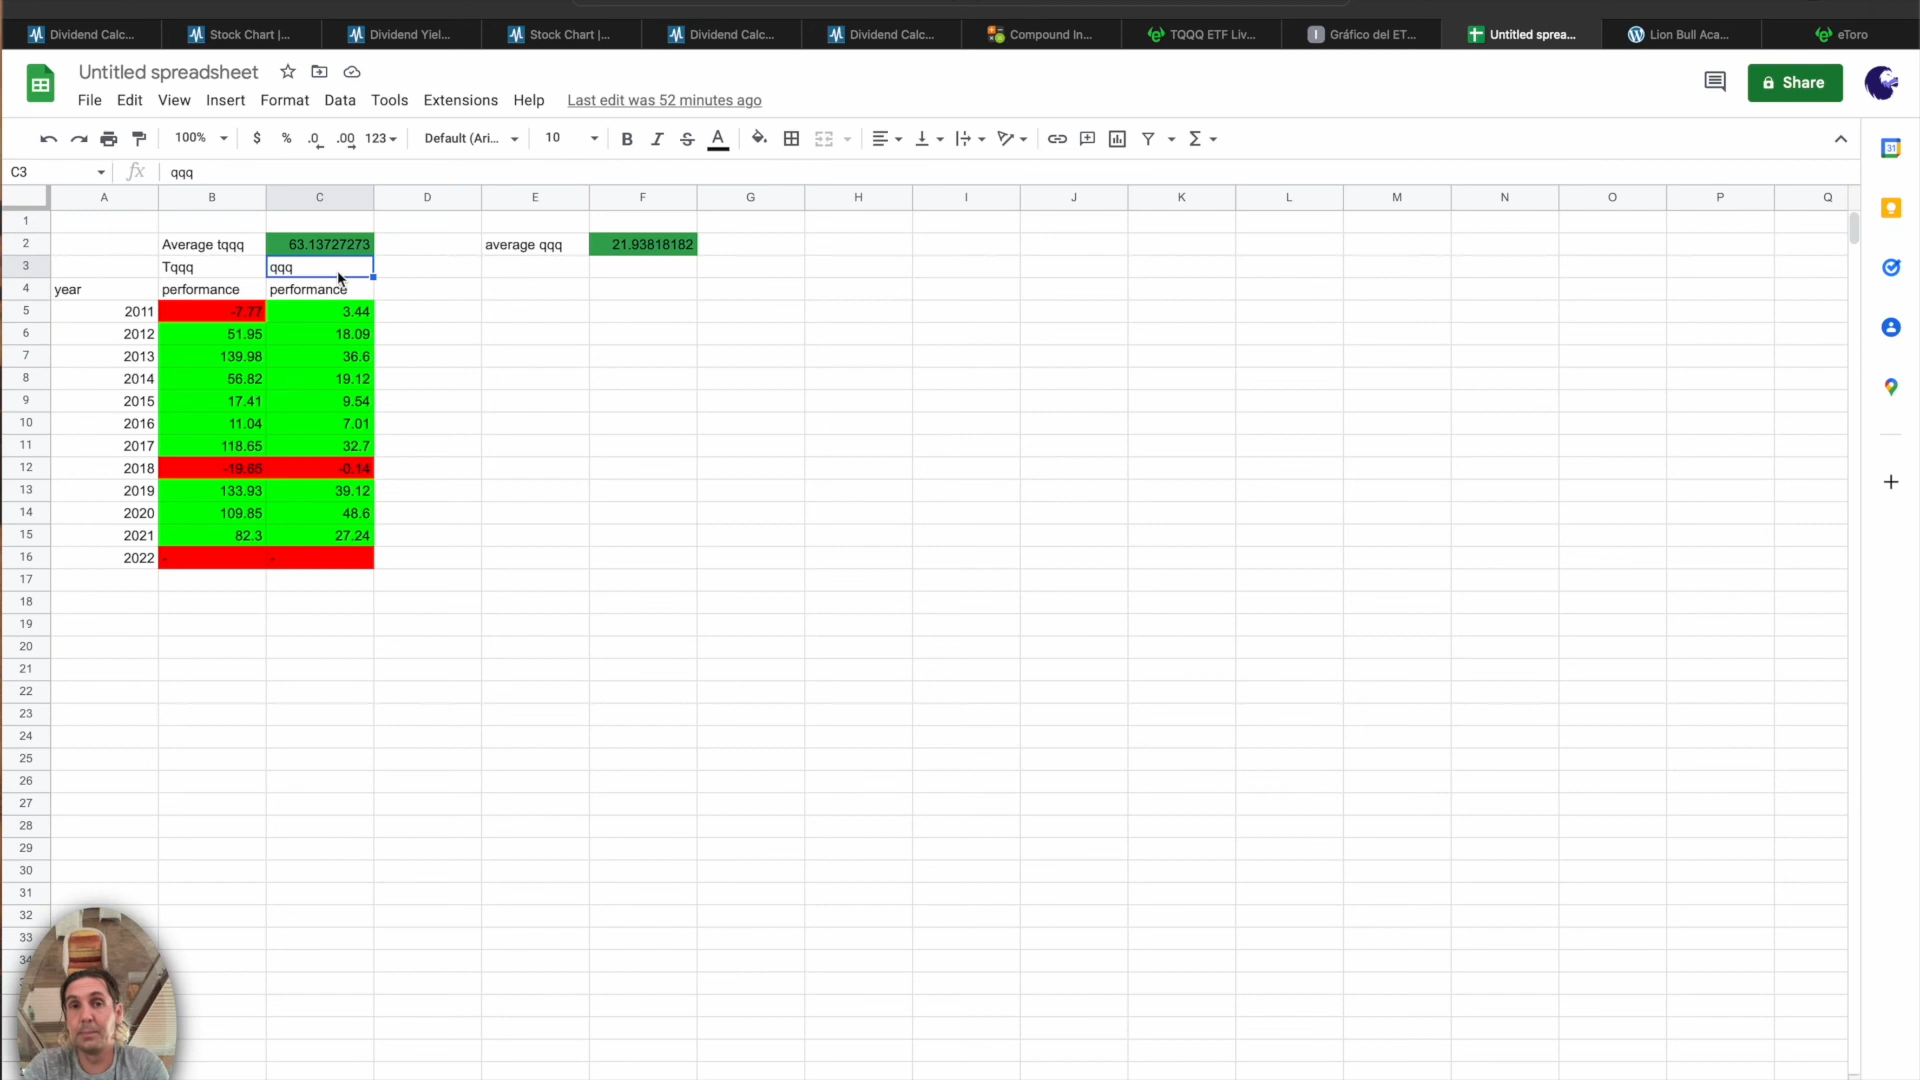 Dividend Calc... Stock Chart |... Dividend Yiel... Stock Chart |... Dividend Calc... Dividend Calc... Compound In... TQQQ ETF Liv... Gráfico del ET... Untitled sprea... Lion Bull Aca... eToro
Untitled spreadsheet
Share
File Edit View Insert Format Data Tools Extensions Help Last edit was 52 minutes ago
100% $ % .0 .00 123 Default (Ari... 10 B I S A
31
C3 fx qqq
A B C D E F G H I J K L M N O P Q
1
2 Average tqqq 63.13727273 average qqq 21.93818182
3 Tqqq qqq
4 year performance performance
5 2011 -7.77 3.44
6 2012 51.95 18.09
7 2013 139.98 36.6
8 2014 56.82 19.12
9 2015 17.41 9.54
10 2016 11.04 7.01
11 2017 118.65 32.7
12 2018 -19.65 -0.14
13 2019 133.93 39.12
14 2020 109.85 48.6
15 2021 82.3 27.24
16 2022 - -
17
18
19
20
21
22
23
24
25
26
27
28
29
30
31
32
33
34